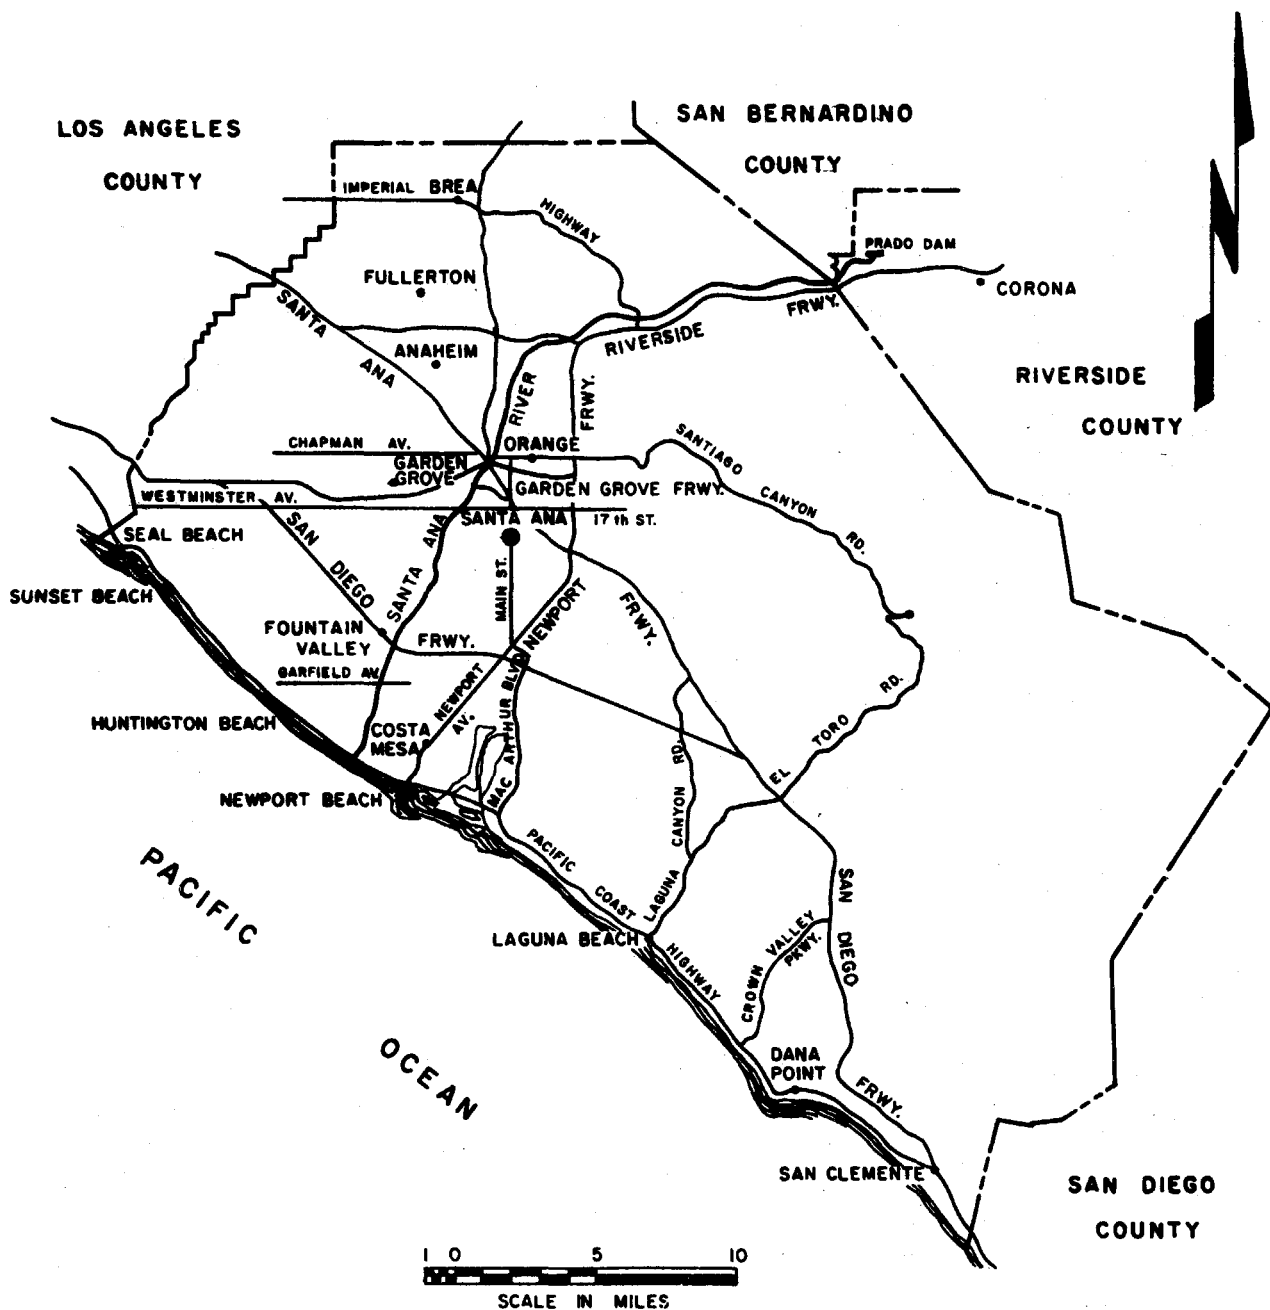 LOS ANGELES
COUNTY
SAN BERNARDINO
COUNTY
IMPERIAL
BREA
HIGHWAY
PRADO DAM
FULLERTON
CORONA
SANTA
ANA
FRWY.
RIVERSIDE
ANAHEIM
RIVERSIDE
COUNTY
RIVER
FRWY.
CHAPMAN AV.
ORANGE
SANTIAGO
CANYON
RD.
GARDEN
GROVE
GARDEN GROVE FRWY.
WESTMINSTER AV.
SANTA ANA
17 th ST.
SEAL BEACH
SAN
DIEGO
SANTA ANA
MAIN ST.
SUNSET BEACH
NEWPORT
FRWY.
FOUNTAIN
VALLEY
FRWY.
GARFIELD AV.
NEWPORT
AV.
MAC ARTHUR BLVD
RD.
TORO
EL
HUNTINGTON BEACH
COSTA
MESA
CANYON RD.
LAGUNA
NEWPORT BEACH
PACIFIC
COAST
HIGHWAY
SAN
DIEGO
FRWY.
CROWN VALLEY
PKWY.
LAGUNA BEACH
PACIFIC
OCEAN
DANA
POINT
SAN CLEMENTE
SAN DIEGO
COUNTY
1 0 5 10
SCALE IN MILES